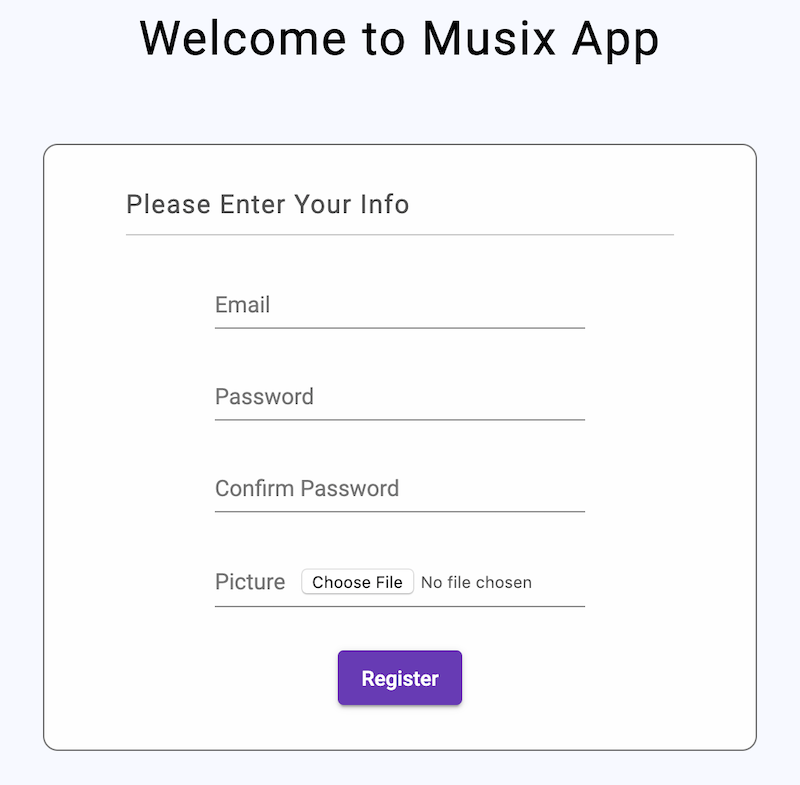 Welcome to Musix App
Please Enter Your Info
Email
Password
Confirm Password
Picture Choose File No file chosen
Register